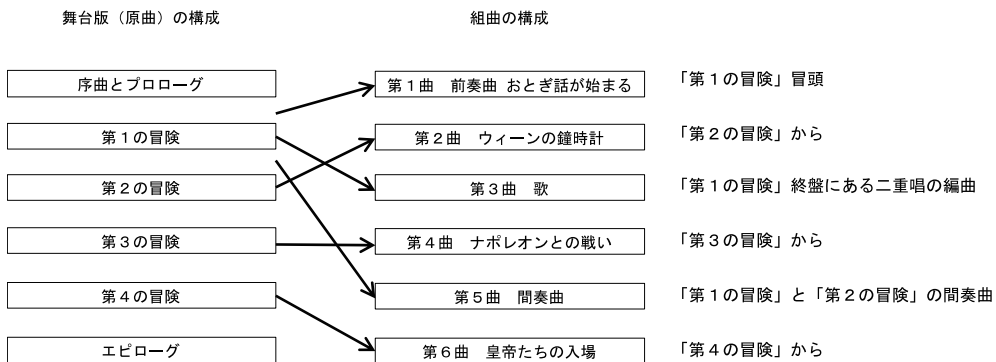 舞台版（原曲）の構成
組曲の構成
序曲とプロローグ
第１曲　前奏曲 おとぎ話が始まる
「第１の冒険」冒頭
第１の冒険
第２曲　ウィーンの鐘時計
「第２の冒険」から
第２の冒険
第３曲　歌
「第１の冒険」終盤にある二重唱の編曲
第３の冒険
第４曲　ナポレオンとの戦い
「第３の冒険」から
第４の冒険
第５曲　間奏曲
「第１の冒険」と「第２の冒険」の間奏曲
エピローグ
第６曲　皇帝たちの入場
「第４の冒険」から